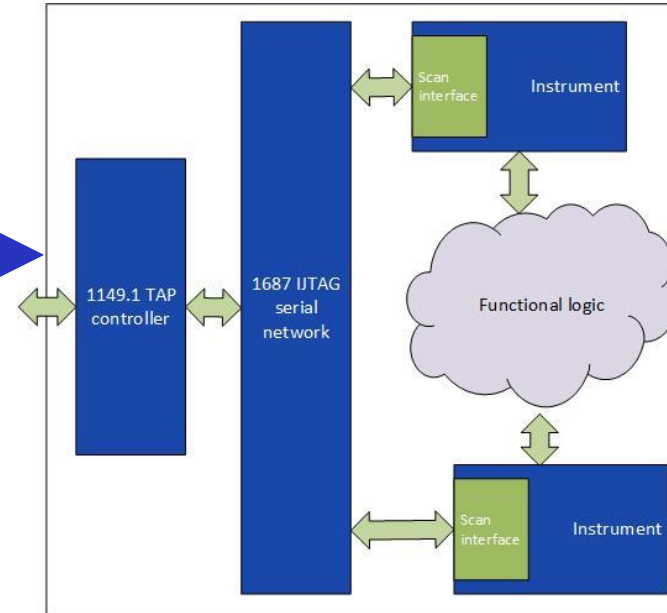 Scan
interface
Instrument
1149.1 TAP
controller
1687 IJTAG
serial
network
Functional logic
Scan
interface
Instrument